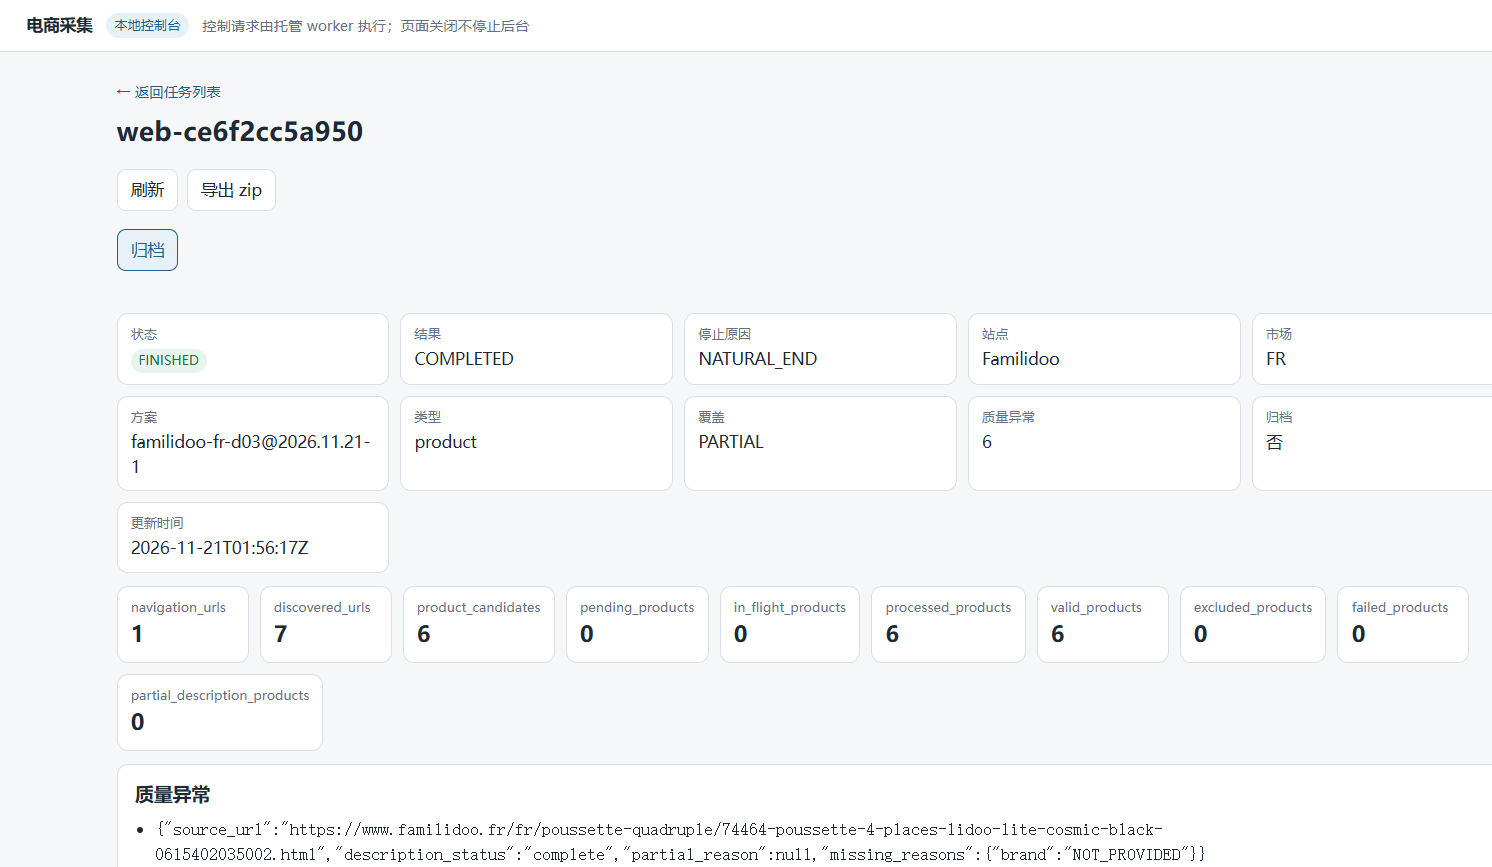 电商采集 本地控制台 控制请求由托管 worker 执行；页面关闭不停止后台
← 返回任务列表
web-ce6f2cc5a950
刷新 导出 zip
归档
状态 结果 停止原因 站点 市场
FINISHED COMPLETED NATURAL_END Familidoo FR
方案 类型 覆盖 质量异常 归档
familidoo-fr-d03@2026.11.21- product PARTIAL 6 否
1
更新时间
2026-11-21T01:56:17Z
navigation_urls discovered_urls product_candidates pending_products in_flight_products processed_products valid_products excluded_products failed_products
1 7 6 0 0 6 6 0 0
partial_description_products
0
质量异常
• {"source_url":"https://www.familidoo.fr/fr/poussette-quadruple/74464-poussette-4-places-lidoo-lite-cosmic-black-
0615402035002.html","description_status":"complete","partial_reason":null,"missing_reasons":{"brand":"NOT_PROVIDED"}}